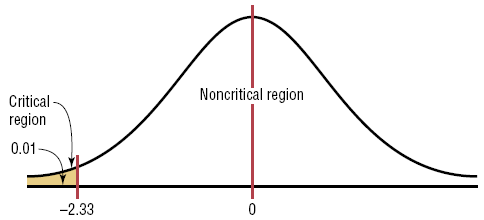 Noncritical region
Critical
region
0.01
−2.33
0